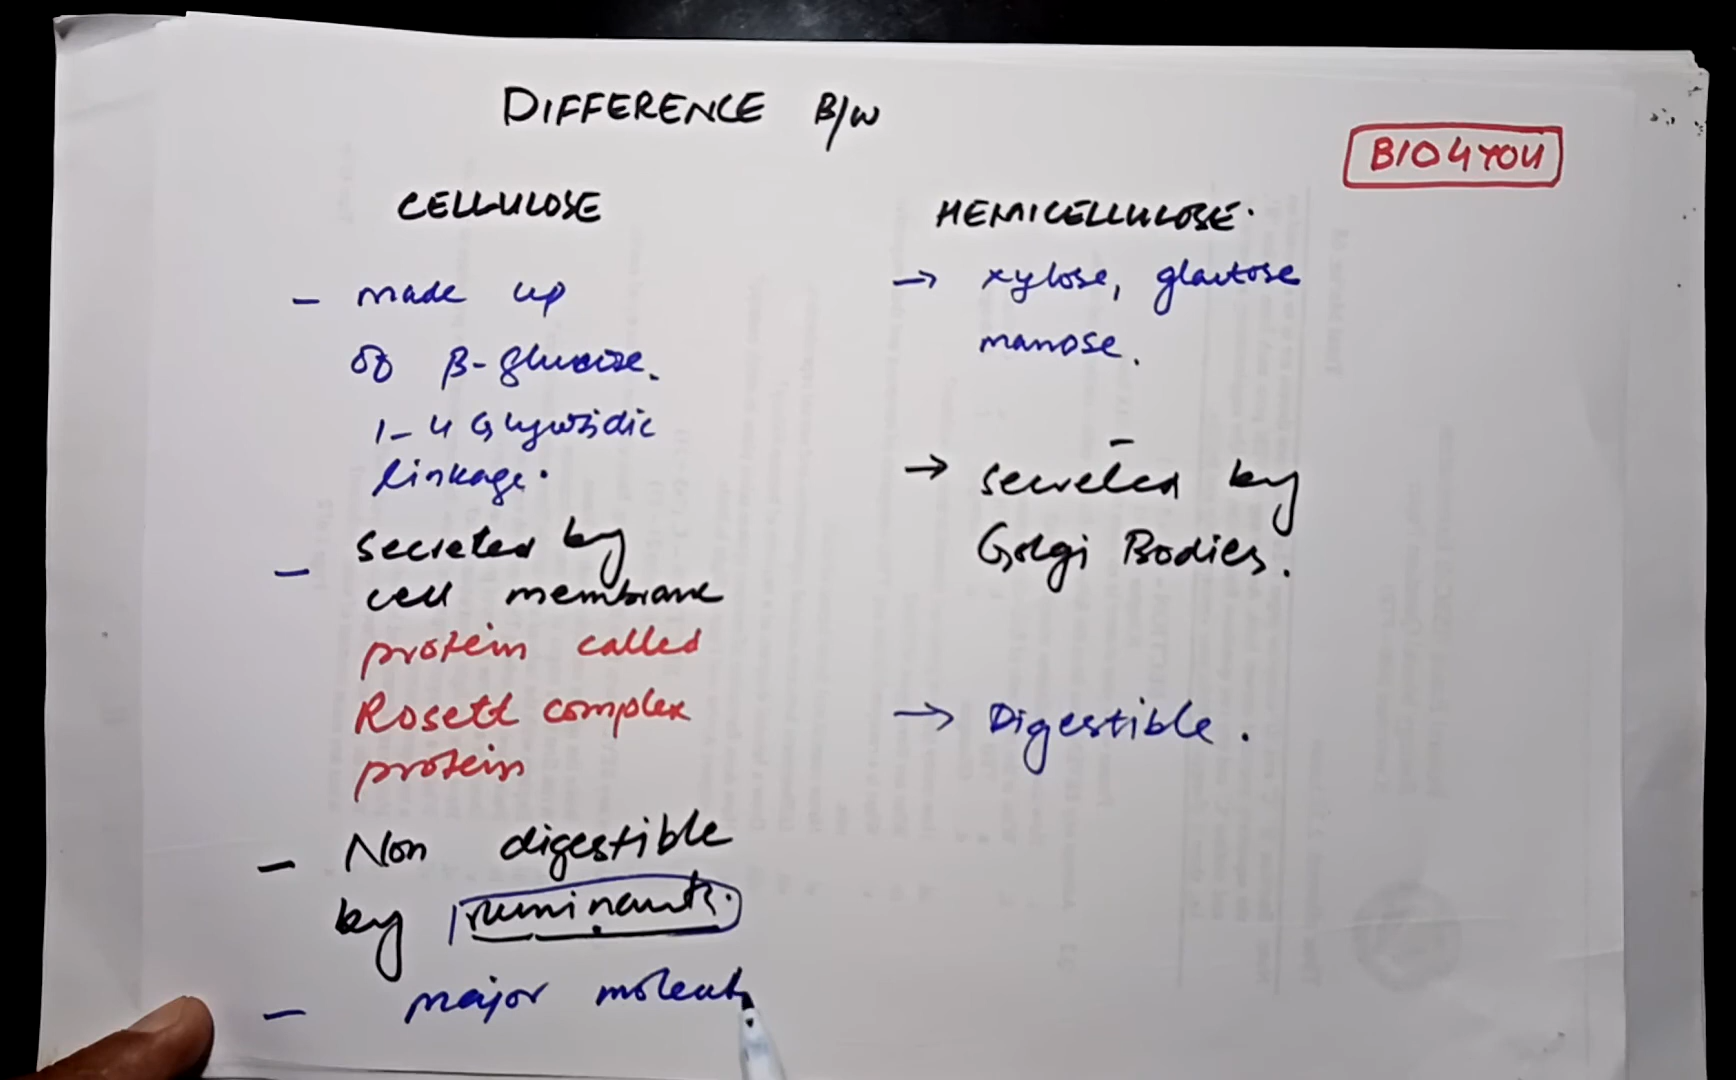 DIFFERENCE B/W
BIO4YOU
CELLULOSE
- made up
of β-glucose.
1-4 Glycosidic
linkage.
- secreted by
cell membrane
protein called
Rosett complex
protein
- Non digestible
by ruminants.
- major molecul
HEMICELLULOSE.
→ xylose, glactose
manose.
-
→ secreted by
Golgi Bodies.
→ Digestible.